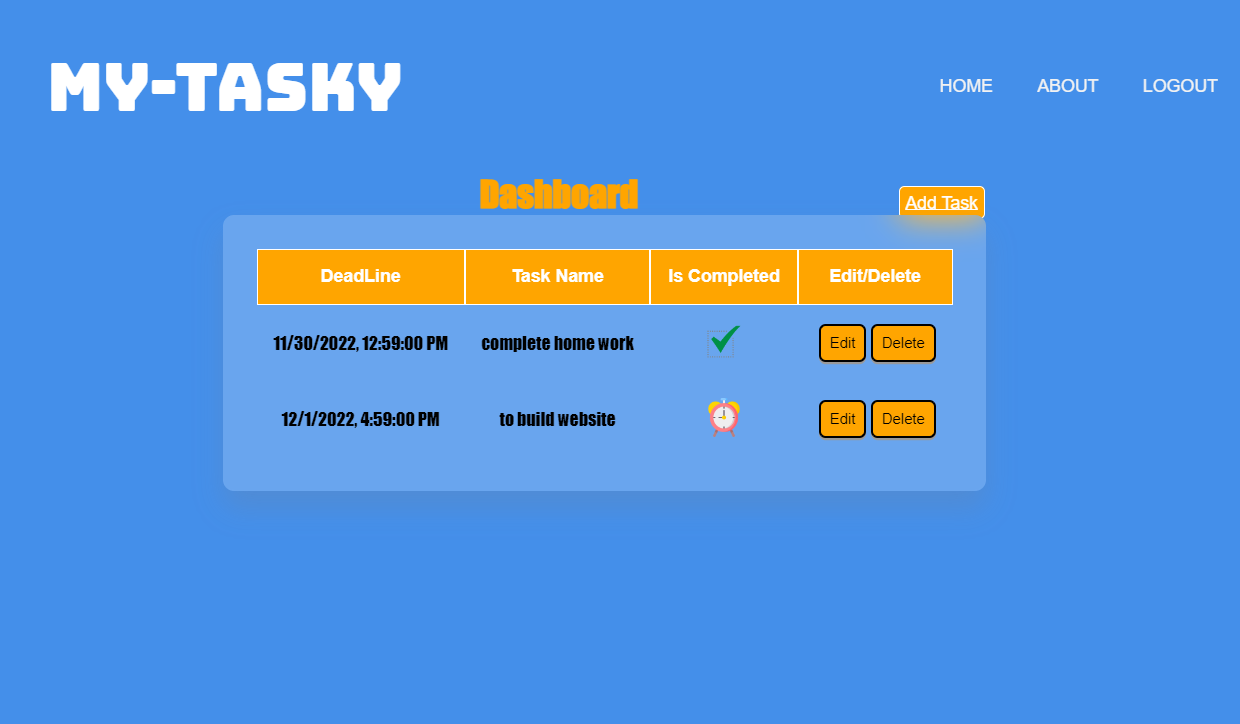 MY-TASKY
HOME ABOUT LOGOUT
Dashboard
Add Task
DeadLine Task Name Is Completed Edit/Delete
11/30/2022, 12:59:00 PM complete home work Edit Delete
12/1/2022, 4:59:00 PM to build website Edit Delete